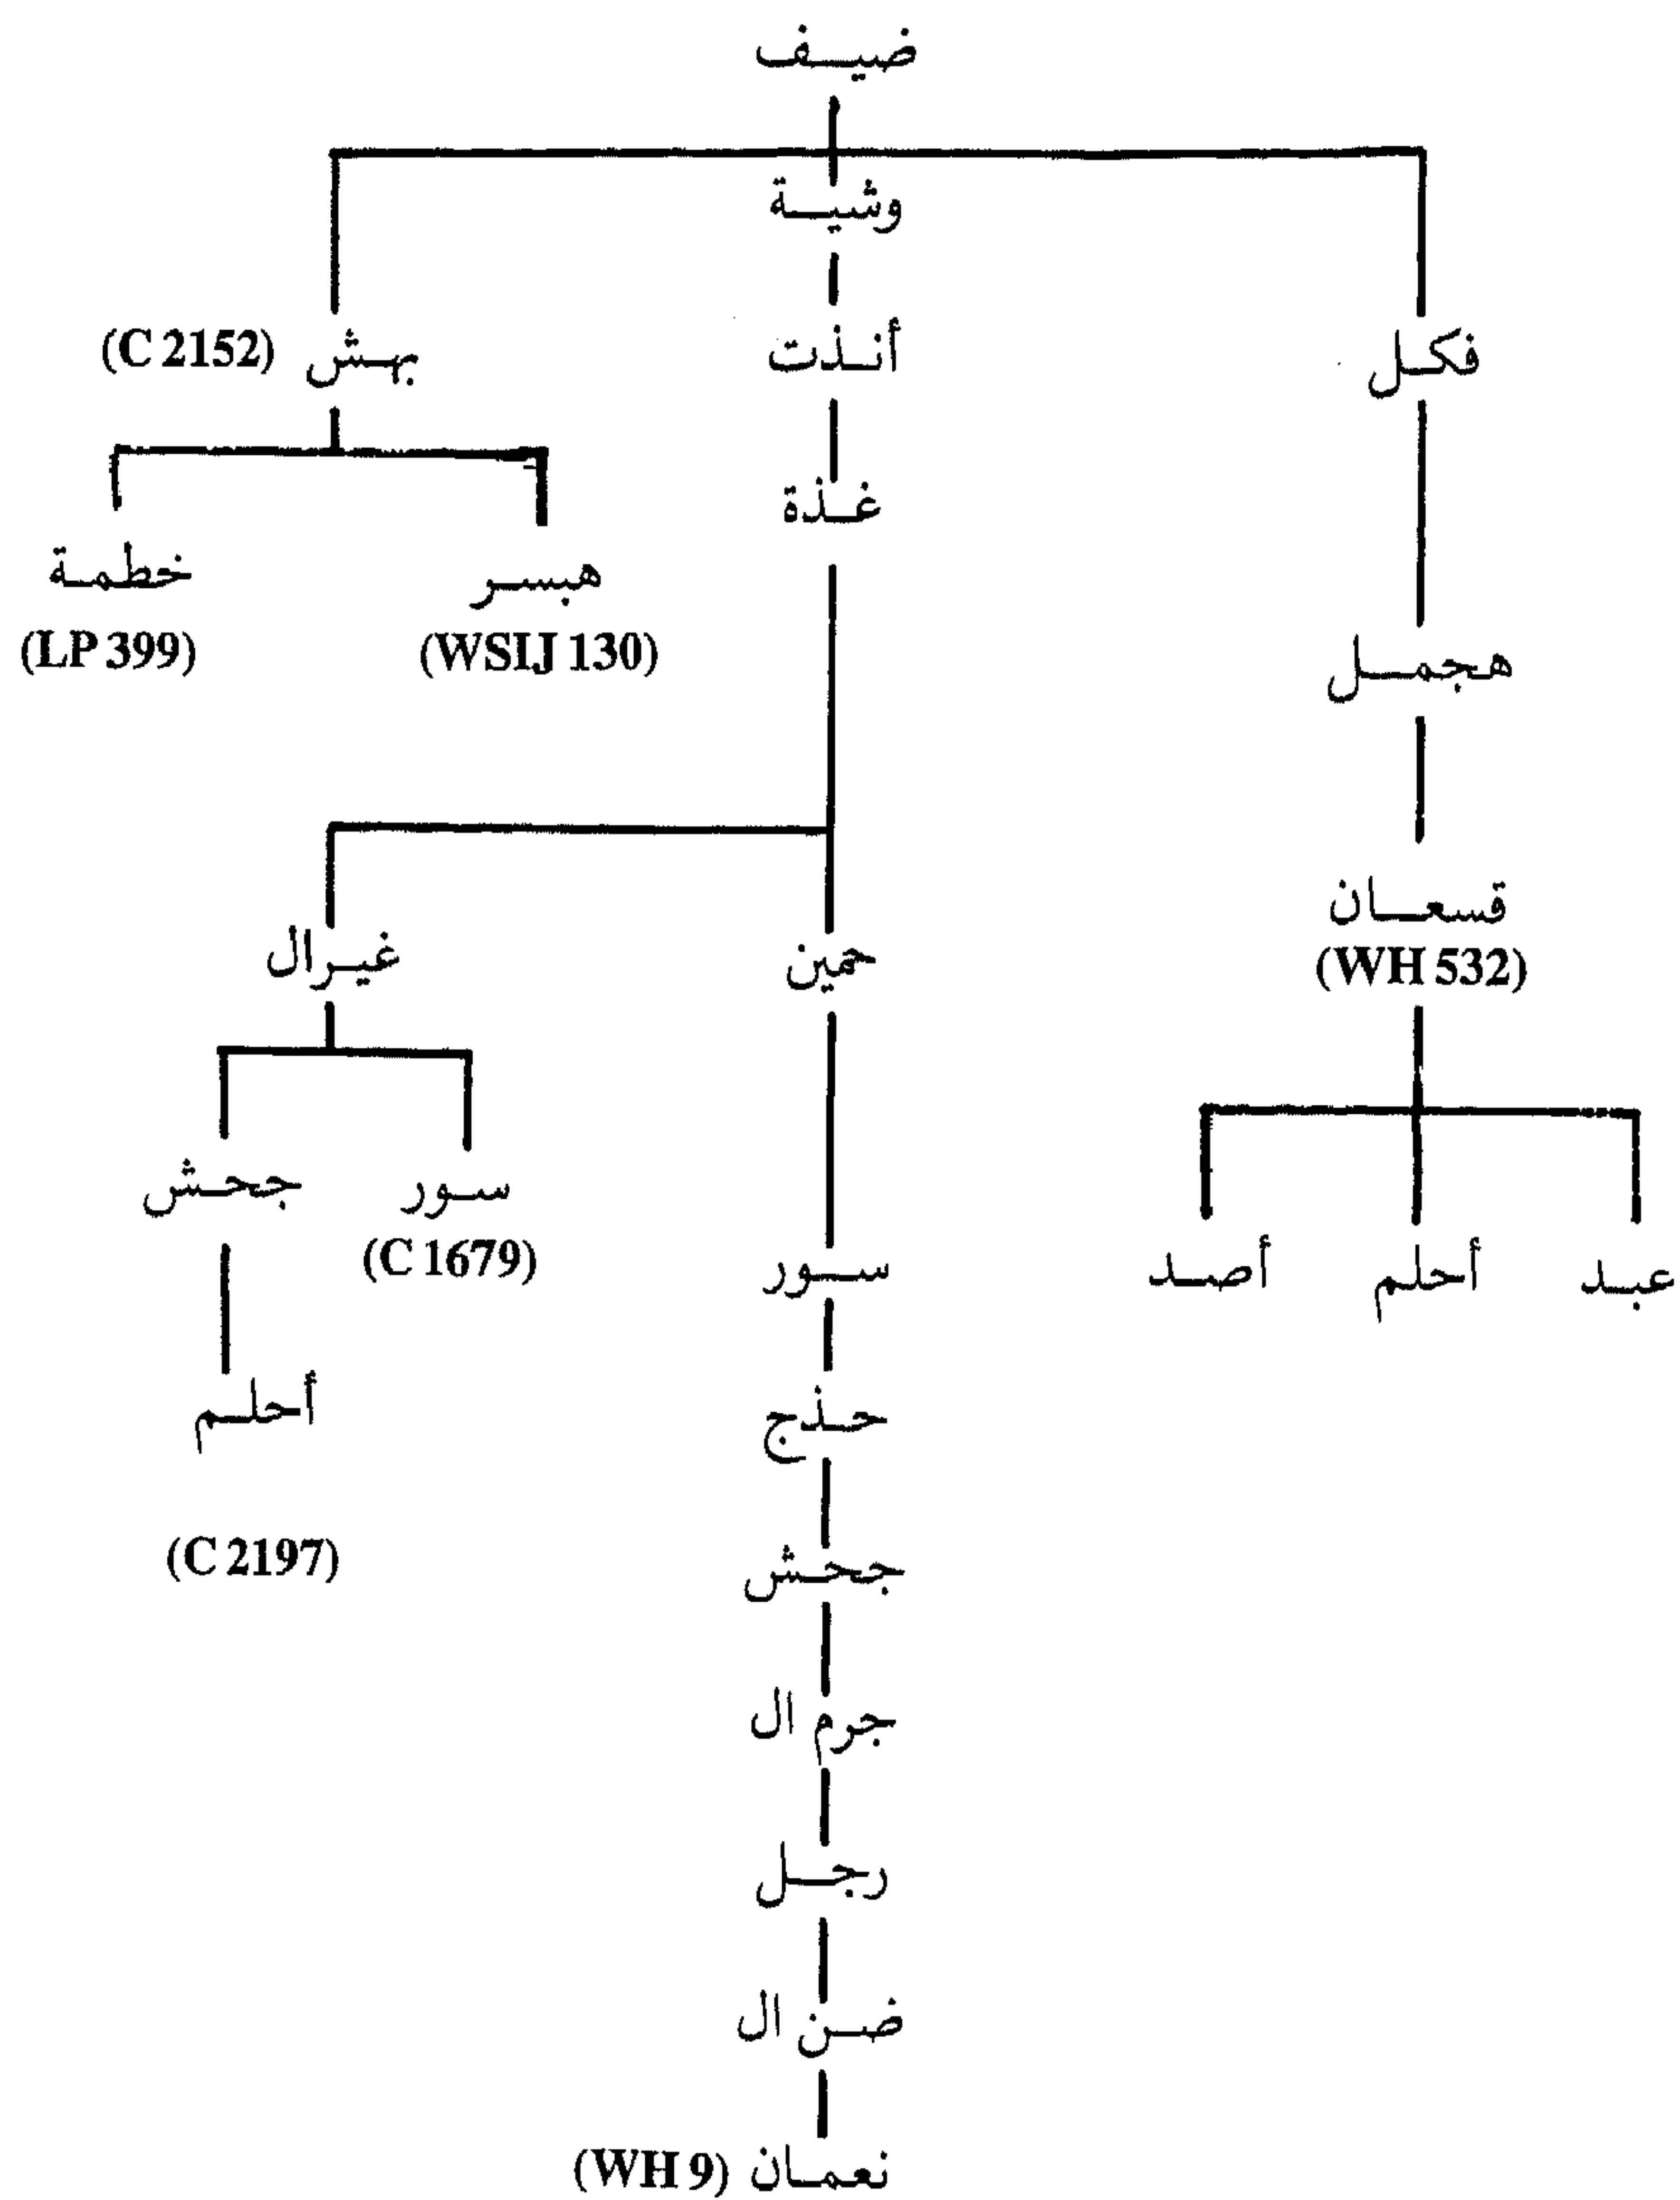 ضيف
وشية
فكل
أنذت
بهش (C 2152)
غذة
هبسر
خطمة
(WSIJ 130)
(LP 399)
هجمل
قسعان
(WH 532)
حمين
غيرال
سور
جحش
(C 1679)
عبد
أحلم
أصد
سور
أحلم
حذج
(C 2197)
جحش
جرم ال
رجل
ضن ال
نعمان (WH 9)